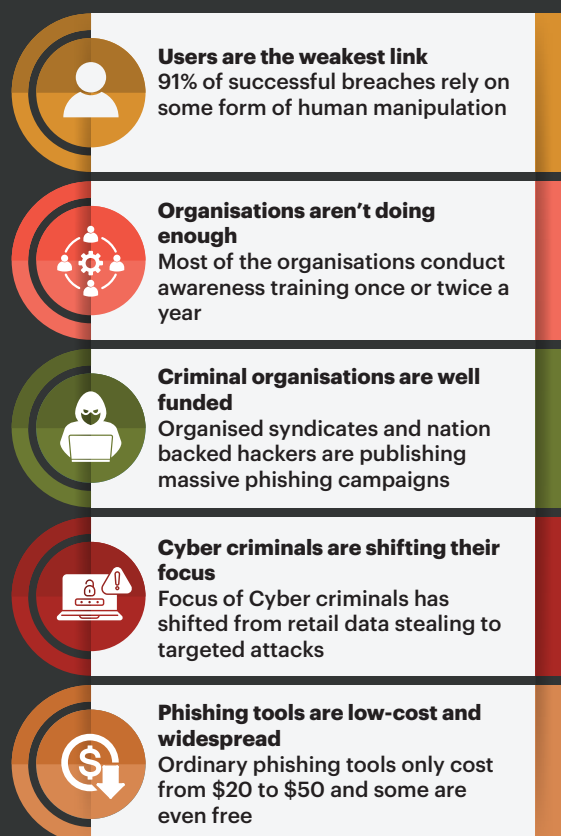 Users are the weakest link
91% of successful breaches rely on
some form of human manipulation
Organisations aren't doing
enough
Most of the organisations conduct
awareness training once or twice a
year
Criminal organisations are well
funded
Organised syndicates and nation
backed hackers are publishing
massive phishing campaigns
Cyber criminals are shifting their
focus
Focus of Cyber criminals has
shifted from retail data stealing to
targeted attacks
Phishing tools are low-cost and
widespread
Ordinary phishing tools only cost
from $20 to $50 and some are
even free